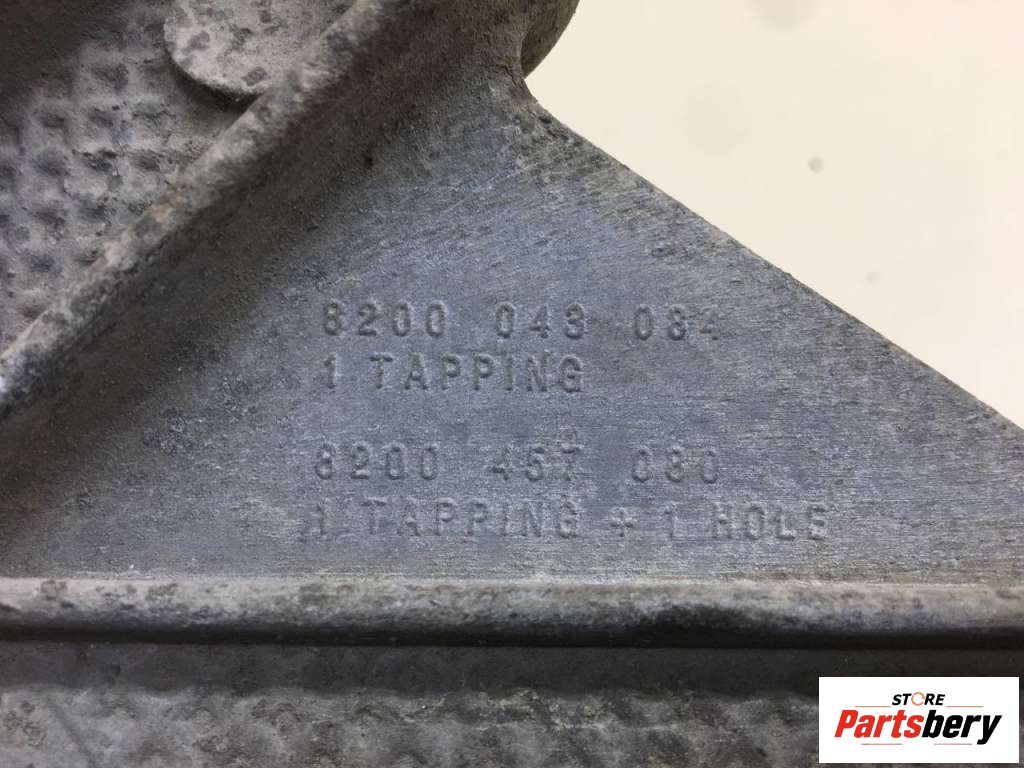 8200 043 084
1 TAPPING
8200 457 080
1 TAPPING + 1 HOLE
STORE
Partsbery